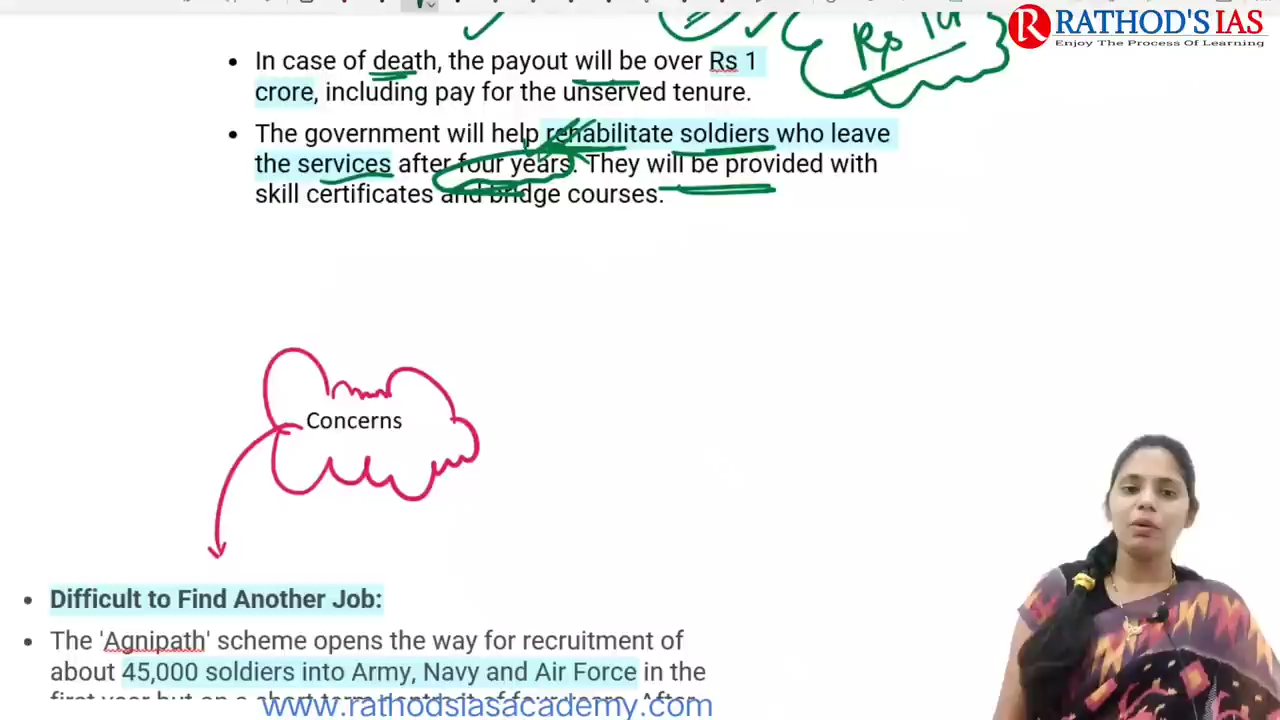 RATHOD'S IAS
Enjoy The Process Of Learning
Rs
• In case of death, the payout will be over Rs 1
crore, including pay for the unserved tenure.
• The government will help rehabilitate soldiers who leave
the services after four years. They will be provided with
skill certificates and bridge courses.
Concerns
• Difficult to Find Another Job:
• The 'Agnipath' scheme opens the way for recruitment of
about 45,000 soldiers into Army, Navy and Air Force in the
www.rathodsiasacademy.com